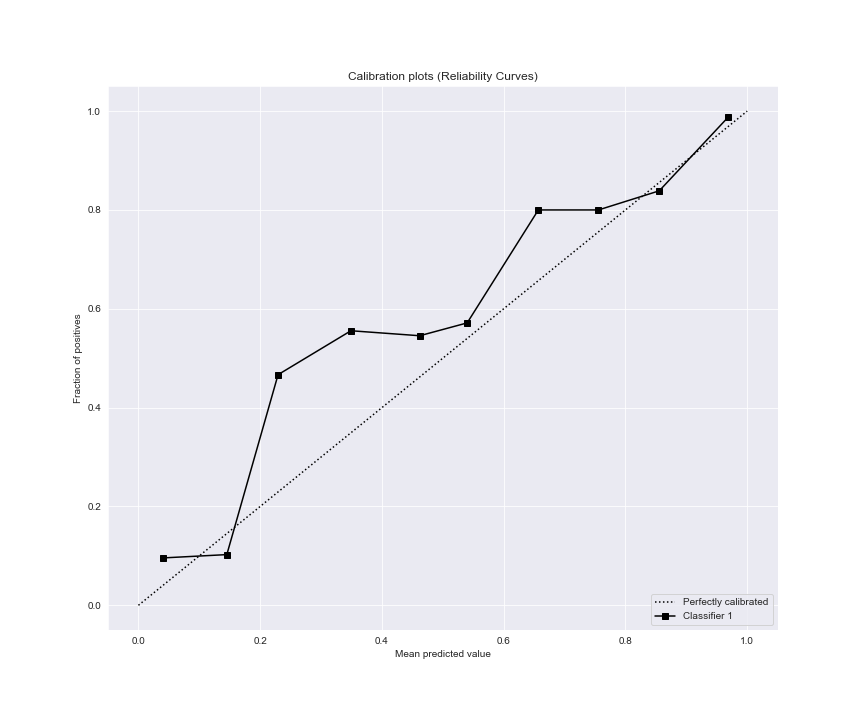 Calibration plots (Reliability Curves)
1.0
0.8
0.6
0.4
0.2
0.0
Fraction of positives
0.0 0.2 0.4 0.6 0.8 1.0
Mean predicted value
Perfectly calibrated
Classifier 1